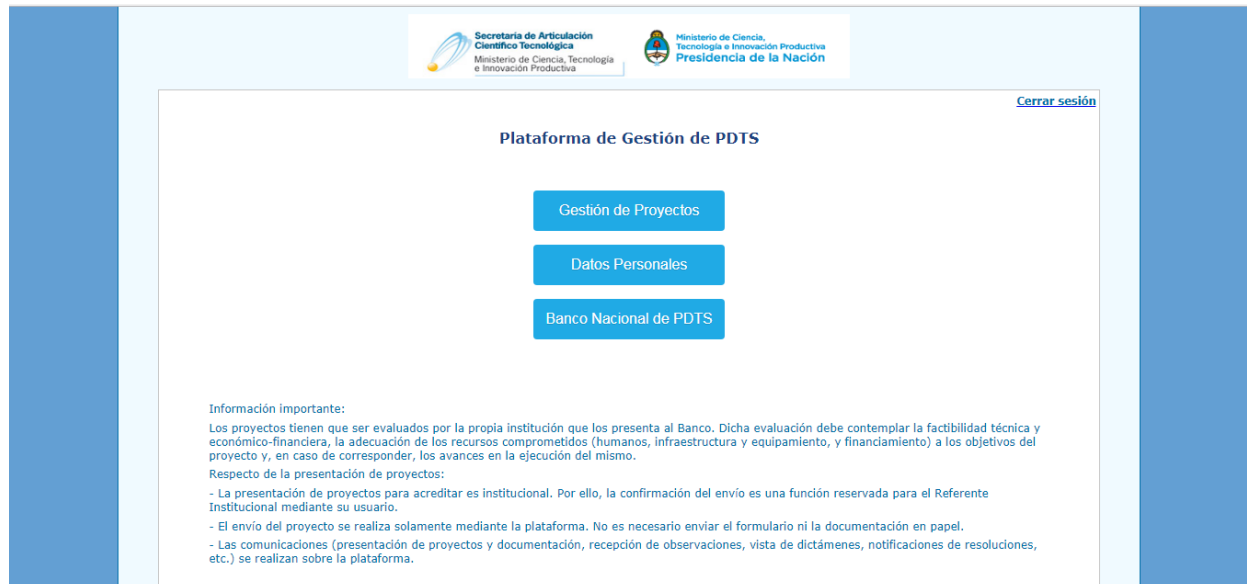 Secretaría de Articulación
Científico Tecnológica
Ministerio de Ciencia, Tecnología
e Innovación Productiva
Ministerio de Ciencia,
Tecnología e Innovación Productiva
Presidencia de la Nación
Cerrar sesión
Plataforma de Gestión de PDTS
Gestión de Proyectos
Datos Personales
Banco Nacional de PDTS
Información importante:
Los proyectos tienen que ser evaluados por la propia institución que los presenta al Banco. Dicha evaluación debe contemplar la factibilidad técnica y
económico-financiera, la adecuación de los recursos comprometidos (humanos, infraestructura y equipamiento, y financiamiento) a los objetivos del
proyecto y, en caso de corresponder, los avances en la ejecución del mismo.
Respecto de la presentación de proyectos:
- La presentación de proyectos para acreditar es institucional. Por ello, la confirmación del envío es una función reservada para el Referente
Institucional mediante su usuario.
- El envío del proyecto se realiza solamente mediante la plataforma. No es necesario enviar el formulario ni la documentación en papel.
- Las comunicaciones (presentación de proyectos y documentación, recepción de observaciones, vista de dictámenes, notificaciones de resoluciones,
etc.) se realizan sobre la plataforma.